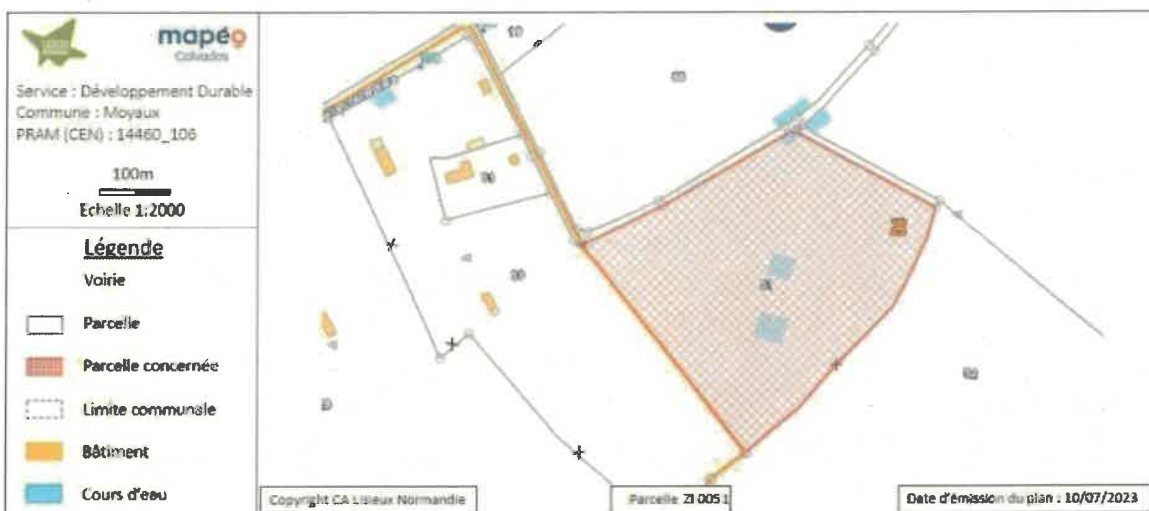 mapéo
Calvados
Service : Développement Durable
Commune : Moyaux
PRAM (CEN) : 14460_106
100m
Echelle 1:2000
Légende
Voirie
Parcelle
Parcelle concernée
Limite communale
Bâtiment
Cours d'eau
Copyright CA Lisieux Normandie
Parcelle ZI 0051
Date d'émission du plan : 10/07/2023